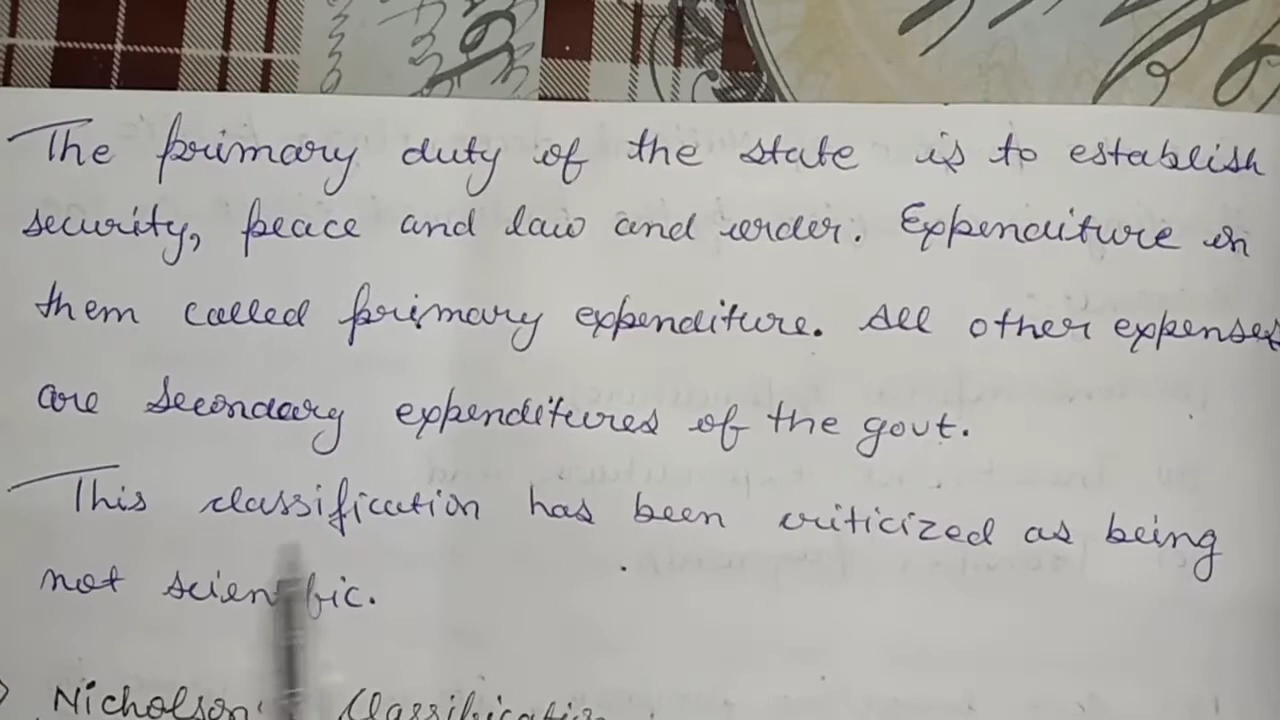 The primary duty of the state is to establish
security, peace and law and order. Expenditure on
them called primary expenditure. All other expenses
are secondary expenditures of the govt.
This classification has been criticized as being
not scientific.
Nicholson's Classification